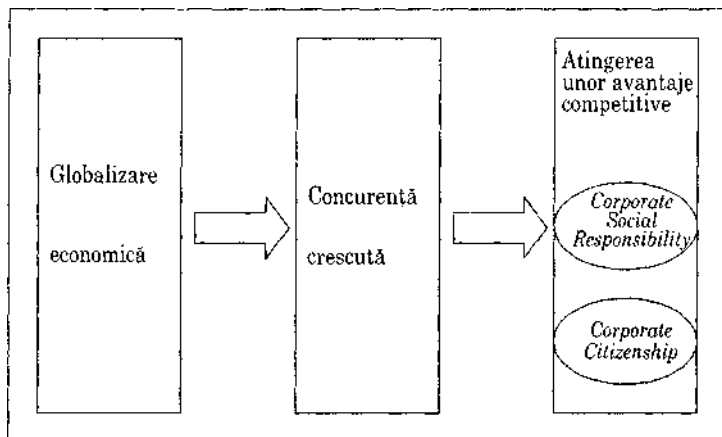 Globalizare
economică
Concurență
crescută
Atingerea
unor avantaje
competitive
Corporate
Social
Responsibility
Corporate
Citizenship